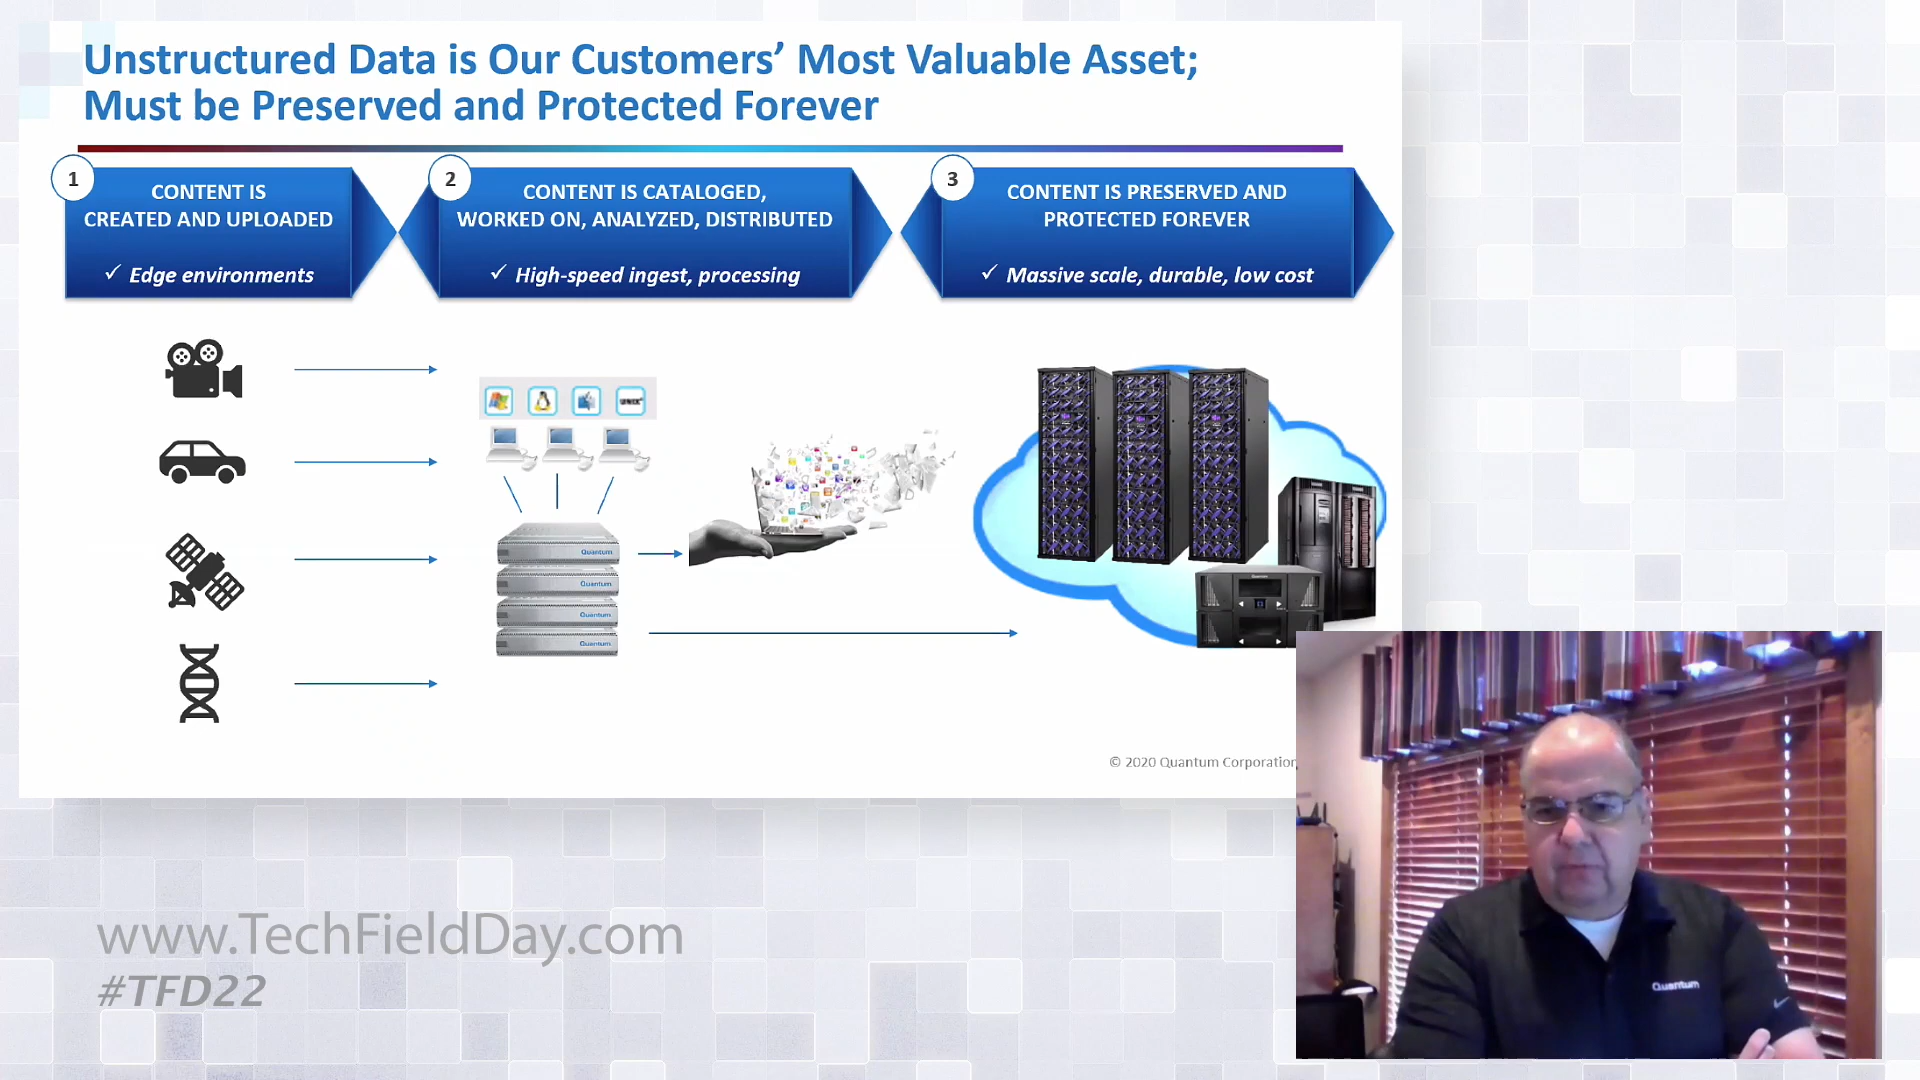 Unstructured Data is Our Customers’ Most Valuable Asset;
Must be Preserved and Protected Forever
1
CONTENT IS
CREATED AND UPLOADED
✓ Edge environments
2
CONTENT IS CATALOGED,
WORKED ON, ANALYZED, DISTRIBUTED
✓ High-speed ingest, processing
3
CONTENT IS PRESERVED AND
PROTECTED FOREVER
✓ Massive scale, durable, low cost
Quantum
Quantum
Quantum
Quantum
© 2020 Quantum Corporation,
Quantum
www.TechFieldDay.com
#TFD22